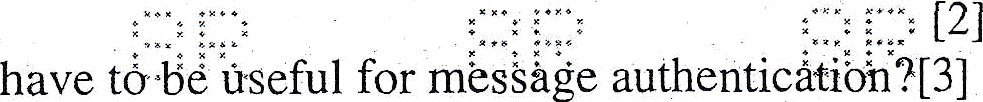 [2]
have to be useful for message authentication?[3]